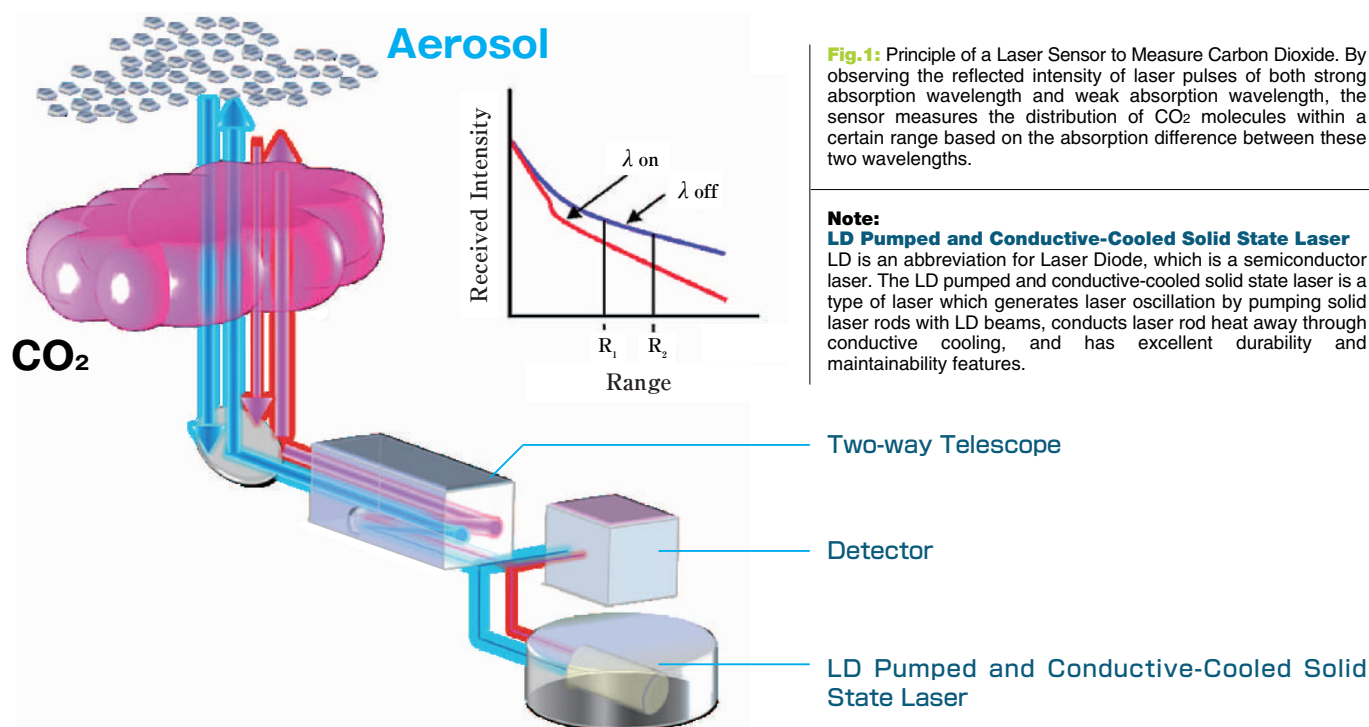 Aerosol
CO₂
Received Intensity
λ on
λ off
R₁ R₂
Range
Fig.1: Principle of a Laser Sensor to Measure Carbon Dioxide. By
observing the reflected intensity of laser pulses of both strong
absorption wavelength and weak absorption wavelength, the
sensor measures the distribution of CO₂ molecules within a
certain range based on the absorption difference between these
two wavelengths.
Note:
LD Pumped and Conductive-Cooled Solid State Laser
LD is an abbreviation for Laser Diode, which is a semiconductor
laser. The LD pumped and conductive-cooled solid state laser is a
type of laser which generates laser oscillation by pumping solid
laser rods with LD beams, conducts laser rod heat away through
conductive cooling, and has excellent durability and
maintainability features.
Two-way Telescope
Detector
LD Pumped and Conductive-Cooled Solid
State Laser